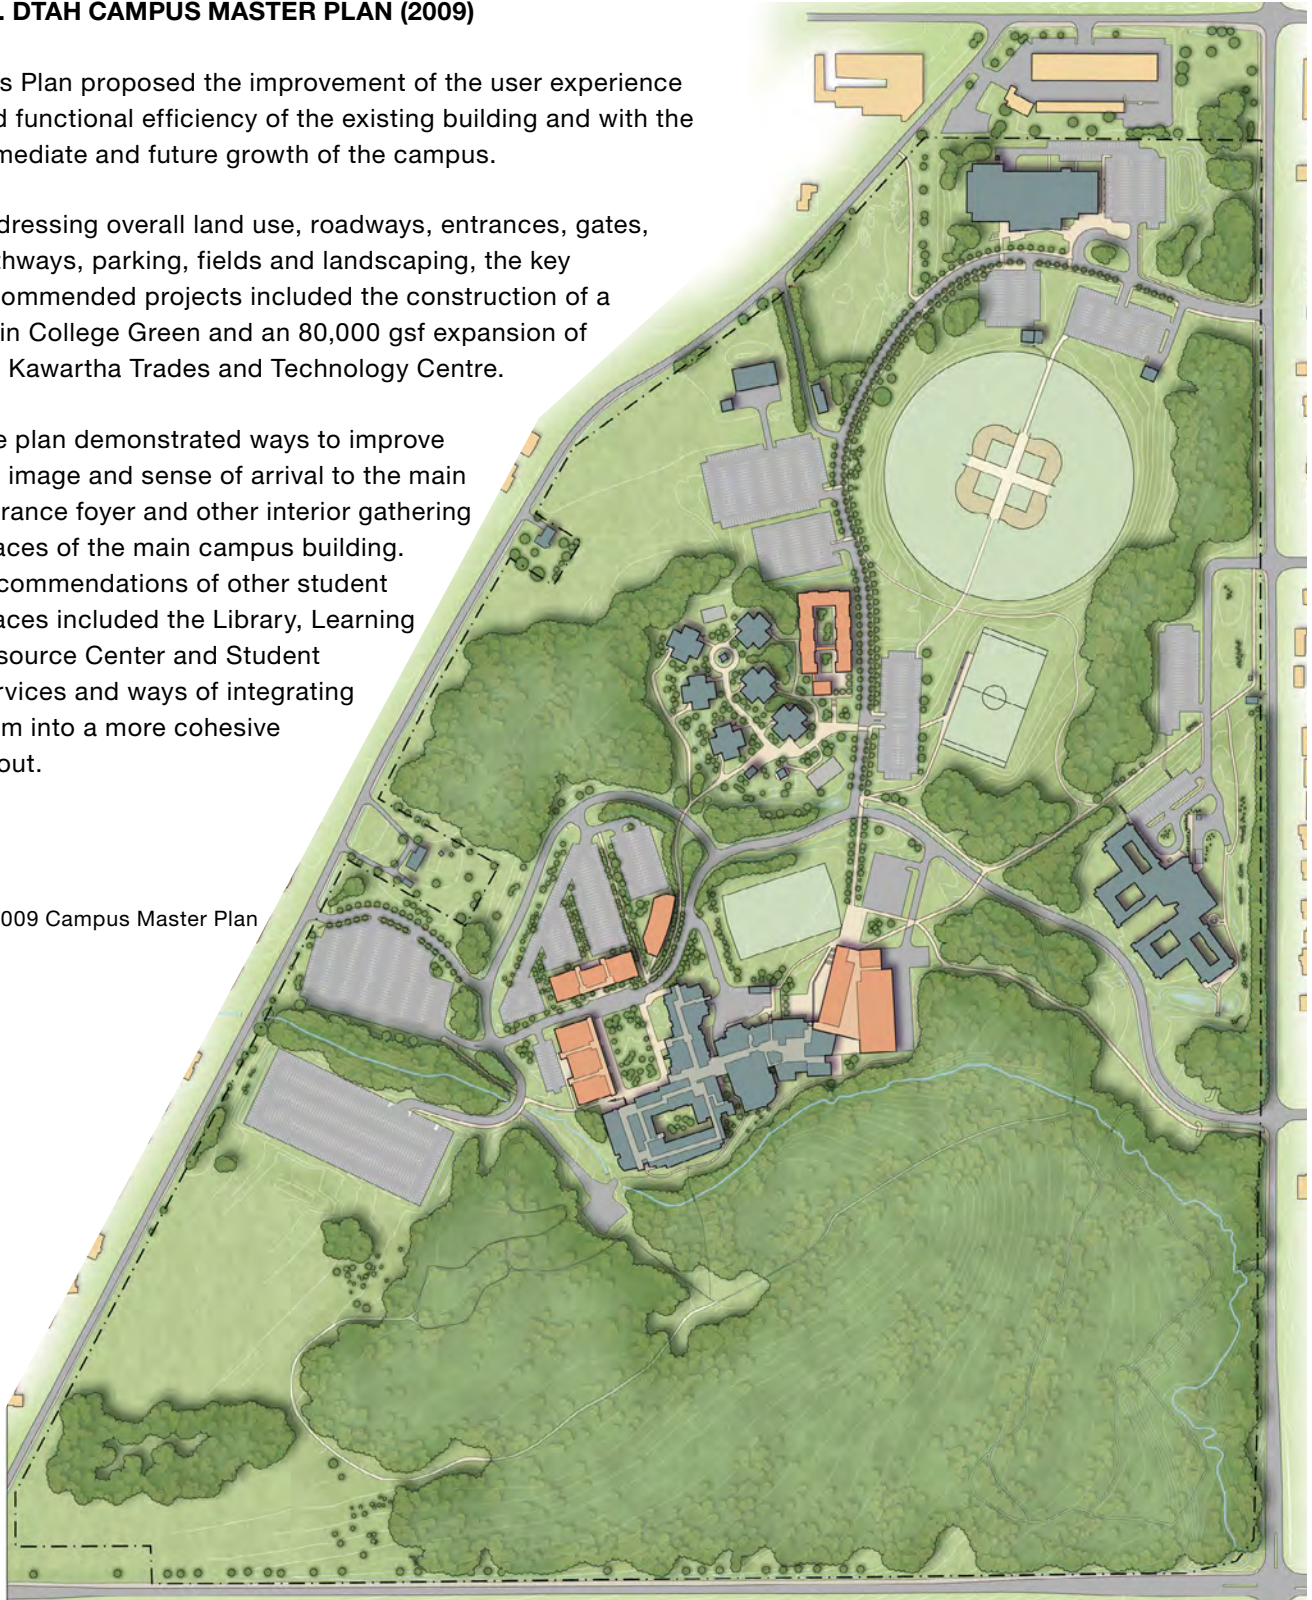 . DTAH CAMPUS MASTER PLAN (2009)
s Plan proposed the improvement of the user experience
d functional efficiency of the existing building and with the
mediate and future growth of the campus.
dressing overall land use, roadways, entrances, gates,
thways, parking, fields and landscaping, the key
commended projects included the construction of a
in College Green and an 80,000 gsf expansion of
Kawartha Trades and Technology Centre.
e plan demonstrated ways to improve
image and sense of arrival to the main
rance foyer and other interior gathering
aces of the main campus building.
commendations of other student
aces included the Library, Learning
source Center and Student
rvices and ways of integrating
m into a more cohesive
out.
009 Campus Master Plan